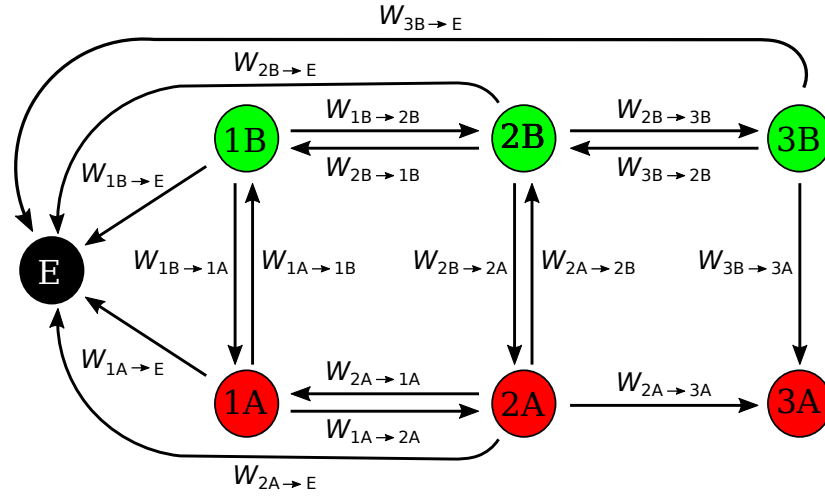 W3B→E
W2B→E
1B
W1B→2B
W2B→1B
2B
W2B→3B
W3B→2B
3B
W1B→E
E
W1B→1A
W1A→1B
W2B→2A
W2A→2B
W3B→3A
W1A→E
1A
W2A→1A
W1A→2A
2A
W2A→3A
3A
W2A→E